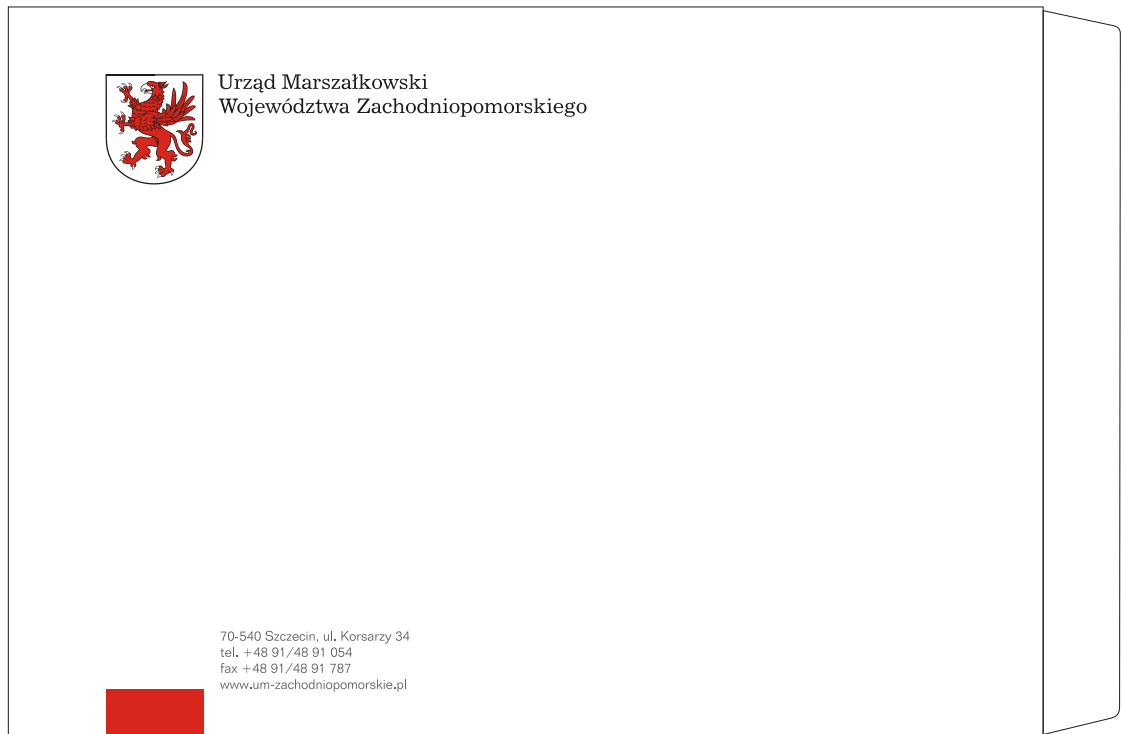 Urząd Marszałkowski
Województwa Zachodniopomorskiego
70-540 Szczecin, ul. Korsarzy 34
tel. +48 91/48 91 054
fax +48 91/48 91 787
www.um-zachodniopomorskie.pl